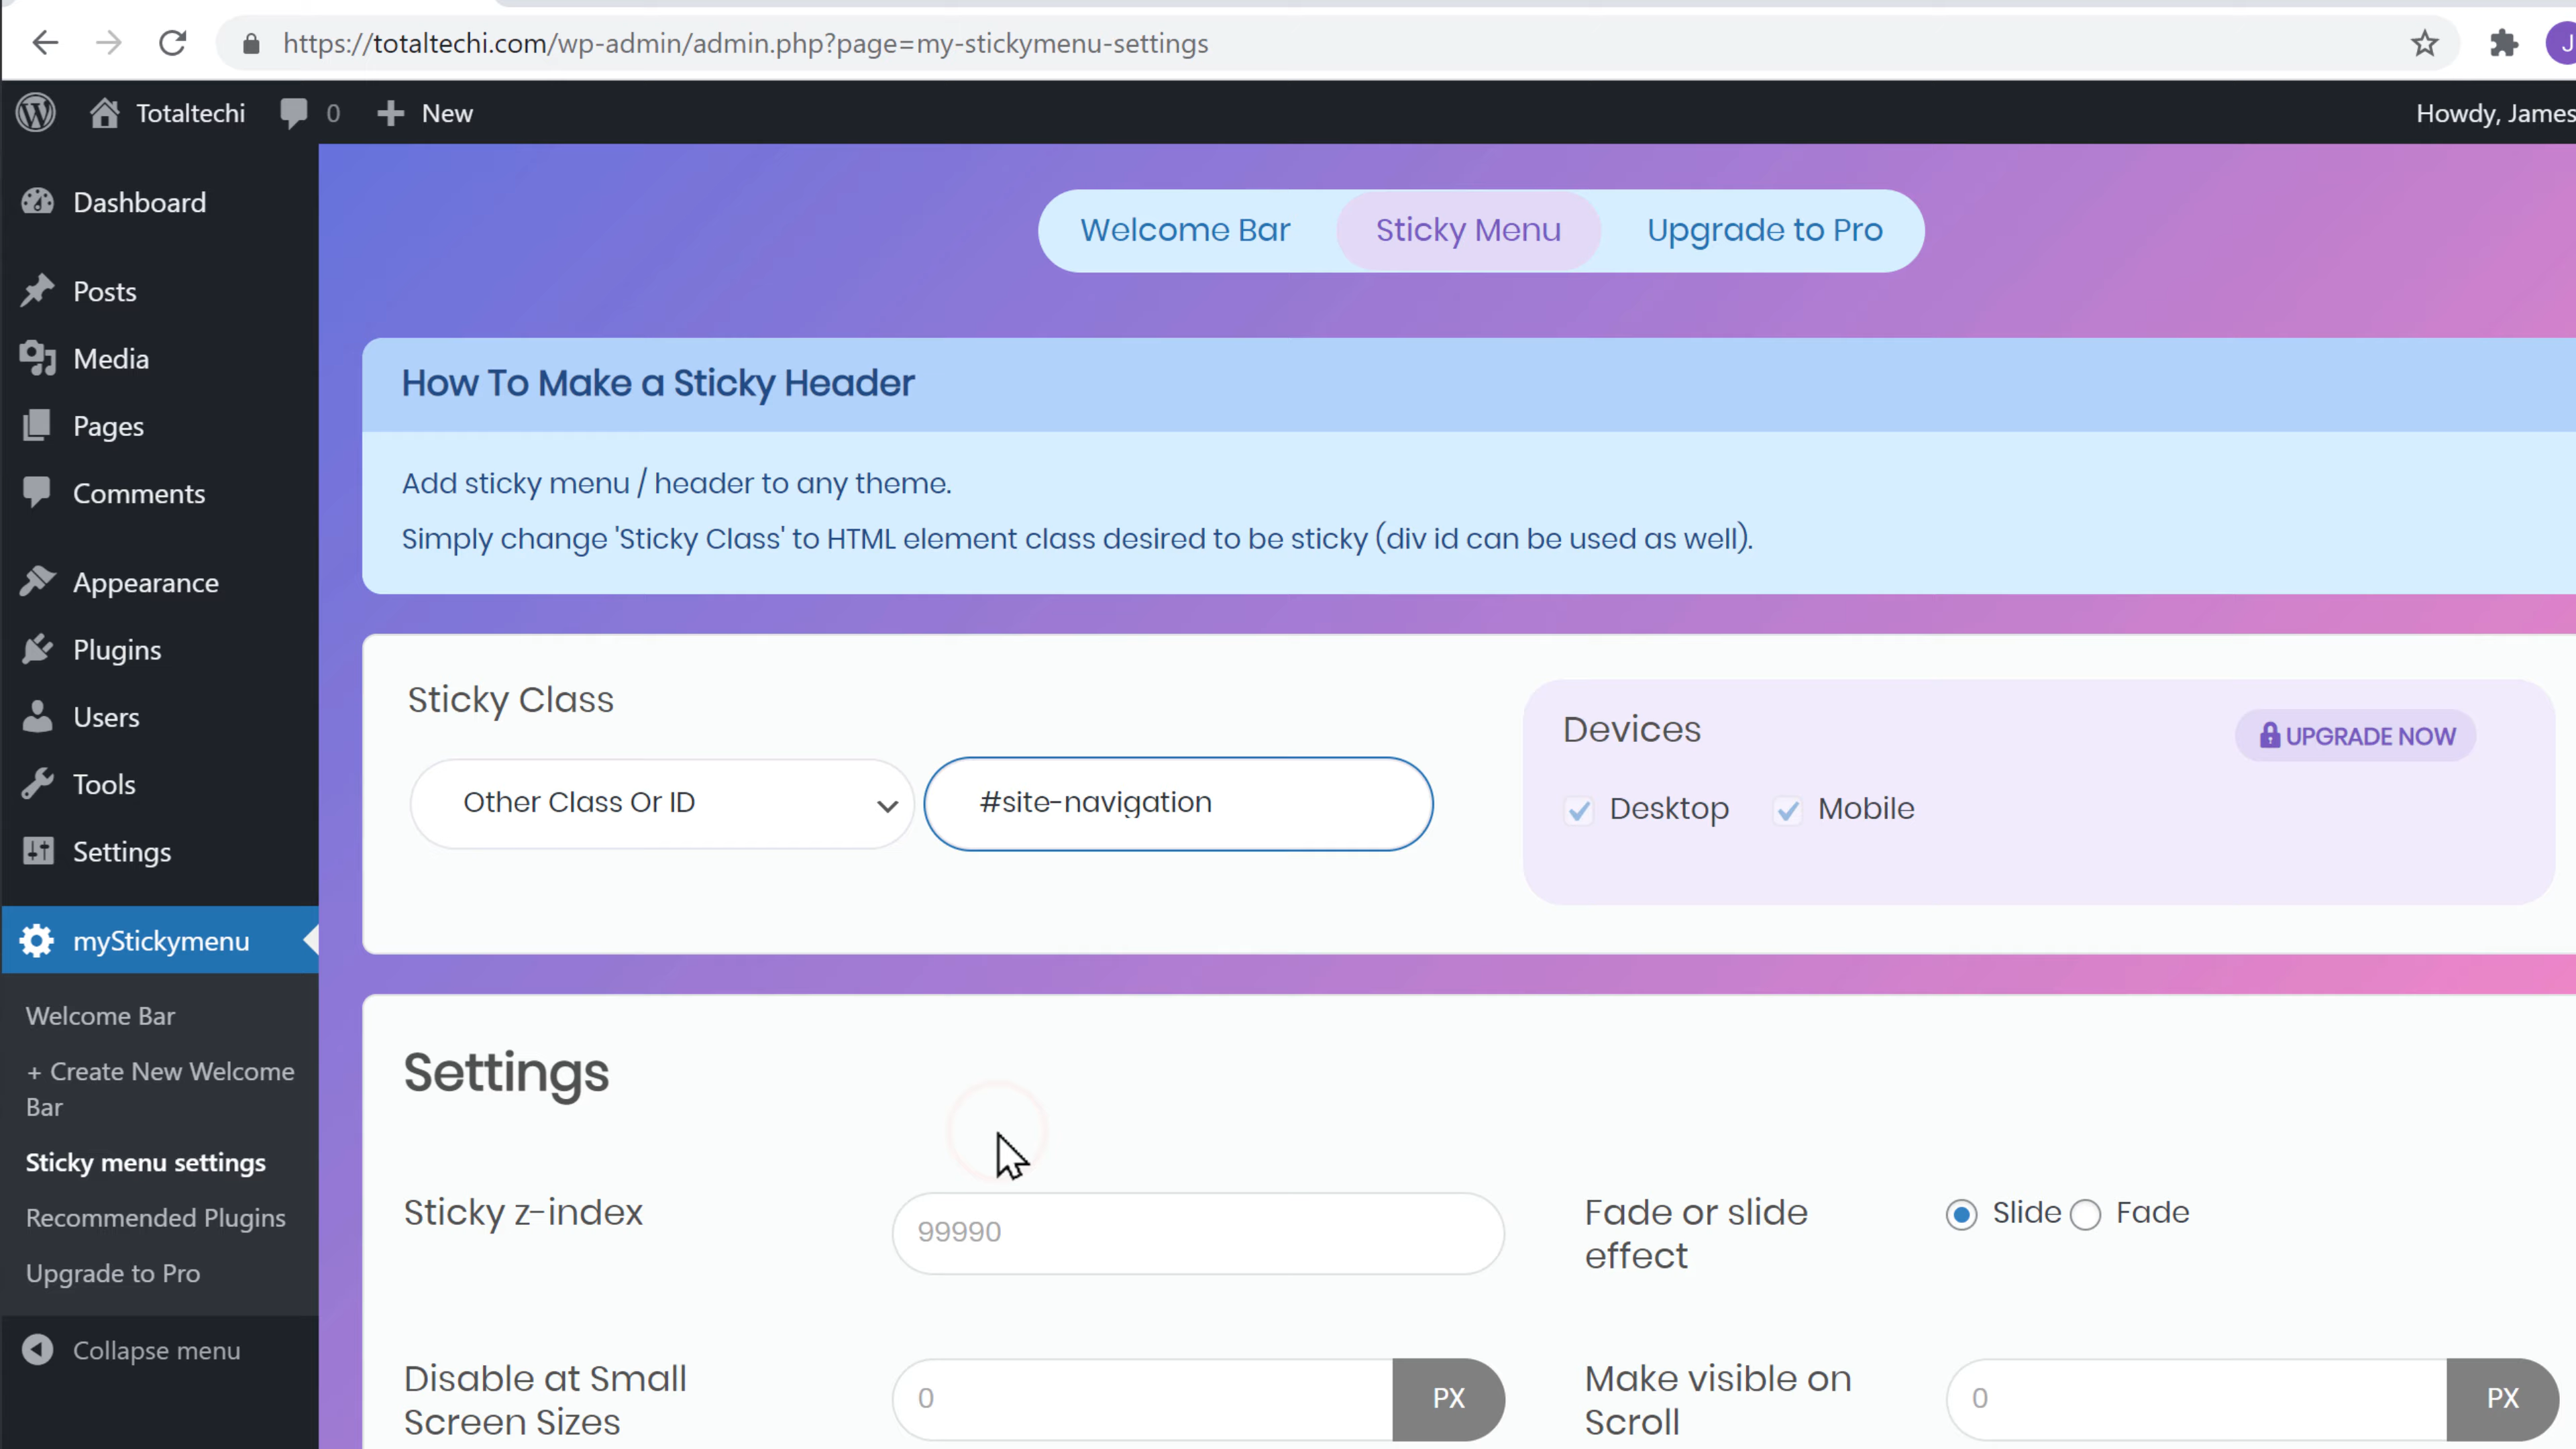 https://totaltechi.com/wp-admin/admin.php?page=my-stickymenu-settings
J
Totaltechi
0
New
Howdy, James
Dashboard
Posts
Media
Pages
Comments
Appearance
Plugins
Users
Tools
Settings
myStickymenu
Welcome Bar
+ Create New Welcome
Bar
Sticky menu settings
Recommended Plugins
Upgrade to Pro
Collapse menu
Welcome Bar
Sticky Menu
Upgrade to Pro
How To Make a Sticky Header
Add sticky menu / header to any theme.
Simply change 'Sticky Class' to HTML element class desired to be sticky (div id can be used as well).
Sticky Class
Other Class Or ID
#site-navigation
Devices
UPGRADE NOW
Desktop
Mobile
Settings
Sticky z-index
99990
Fade or slide
effect
Slide
Fade
Disable at Small
Screen Sizes
0
PX
Make visible on
Scroll
0
PX